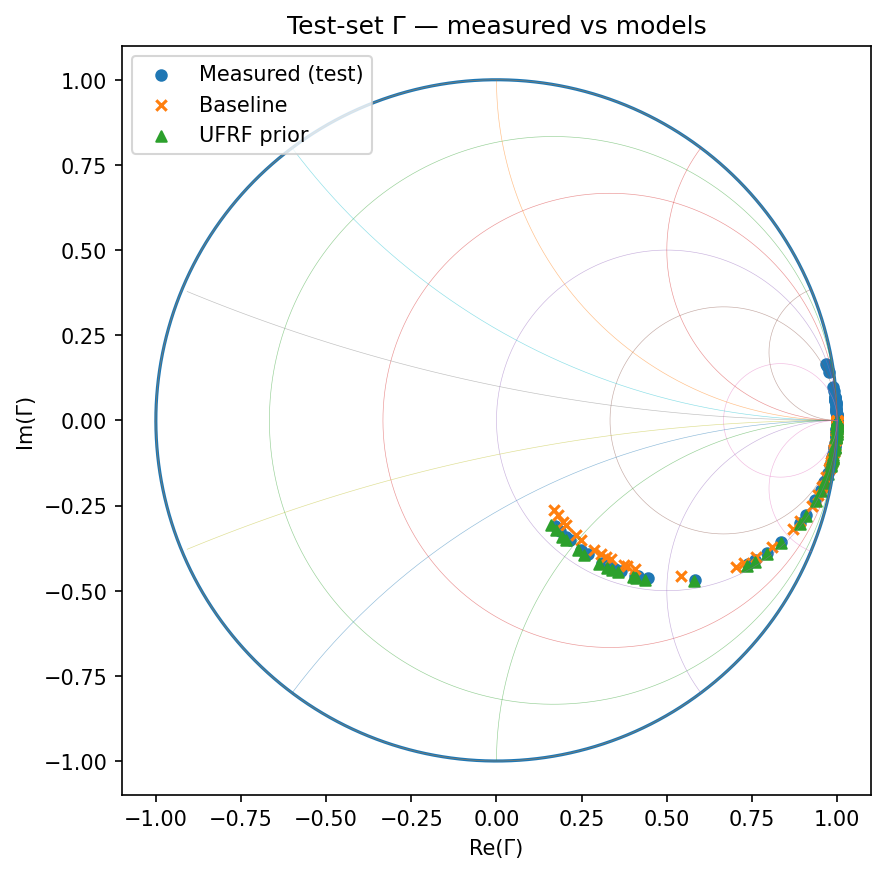 Test-set Γ — measured vs models
Measured (test)
Baseline
UFRF prior
1.00
0.75
0.50
0.25
0.00
−0.25
−0.50
−0.75
−1.00
Im(Γ)
−1.00 −0.75 −0.50 −0.25 0.00 0.25 0.50 0.75 1.00
Re(Γ)